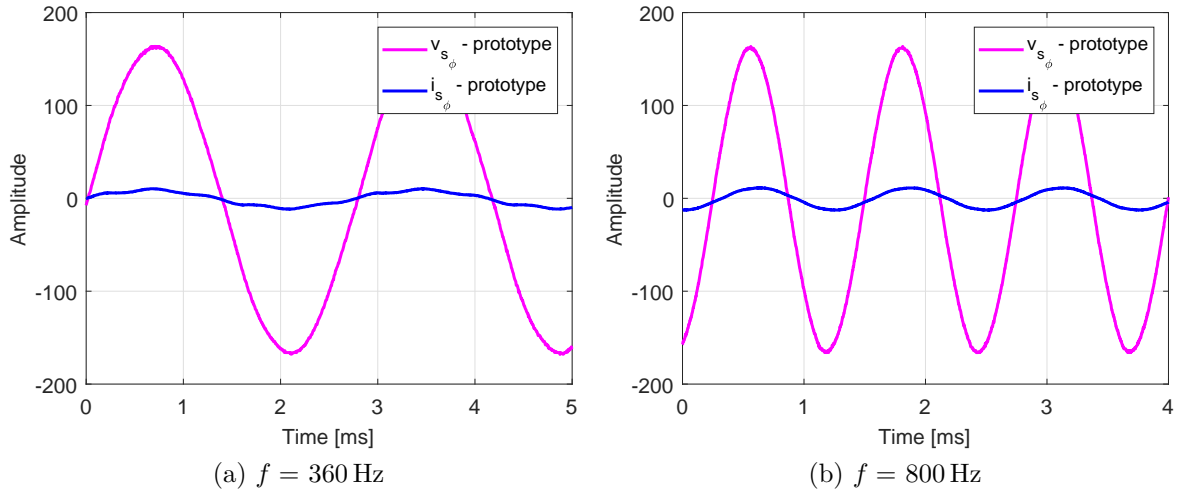 200
100
0
-100
-200
Amplitude
0 1 2 3 4 5
Time [ms]
v_{s_ϕ} - prototype
i_{s_ϕ} - prototype
(a) f = 360 Hz
200
100
0
-100
-200
Amplitude
0 1 2 3 4
Time [ms]
v_{s_ϕ} - prototype
i_{s_ϕ} - prototype
(b) f = 800 Hz